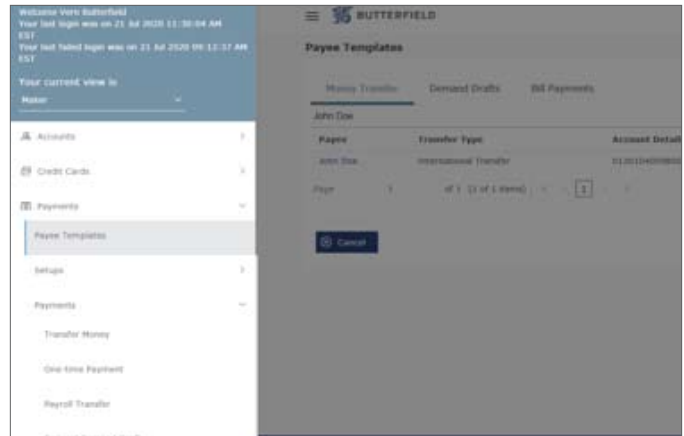 Welcome Vern Butterfield
Your last login was on 21 Jul 2020 11:30:04 AM
EST
Your last failed login was on 21 Jul 2020 09:12:37 AM
EST
Your current view is
Maker
Accounts
Credit Cards
Payments
Payee Templates
Setups
Payments
Transfer Money
One-time Payment
Payroll Transfer
BUTTERFIELD
Payee Templates
Money Transfer Demand Drafts Bill Payments
John Doe
Payee Transfer Type Account Detail
John Doe International Transfer
Page of 1 (1 of 1 items) 1
Cancel